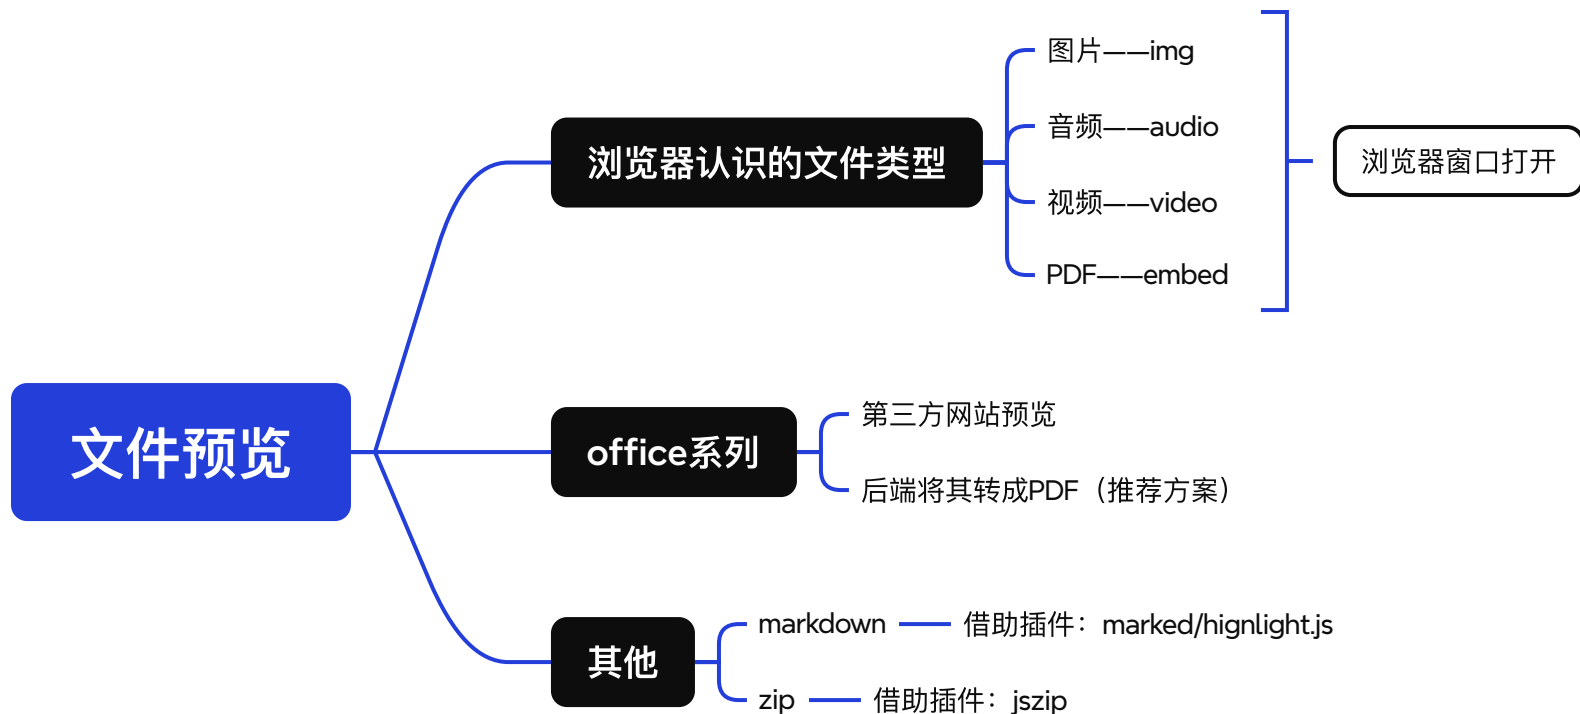 文件预览
浏览器认识的文件类型
图片——img
音频——audio
视频——video
PDF——embed
浏览器窗口打开
office系列
第三方网站预览
后端将其转成PDF（推荐方案）
其他
markdown
借助插件：marked/hignlight.js
zip
借助插件：jszip